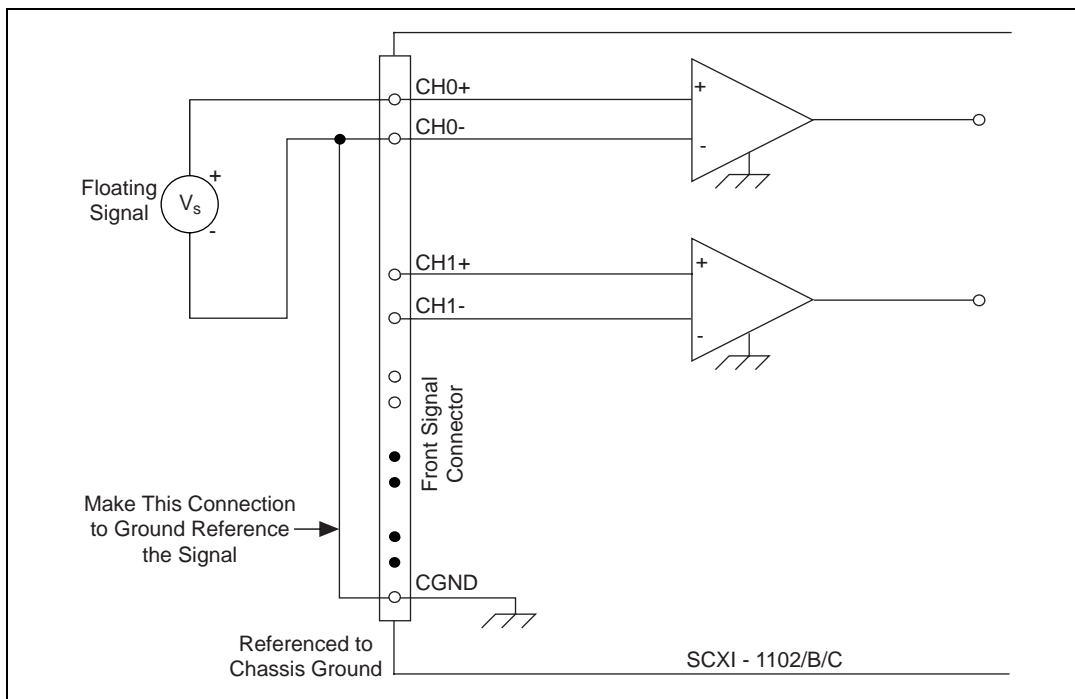 CH0+
+
CH0-
-
Floating
Signal
+
Vs
-
CH1+
+
CH1-
-
Front Signal
Connector
Make This Connection
to Ground Reference
the Signal
CGND
Referenced to
Chassis Ground
SCXI - 1102/B/C